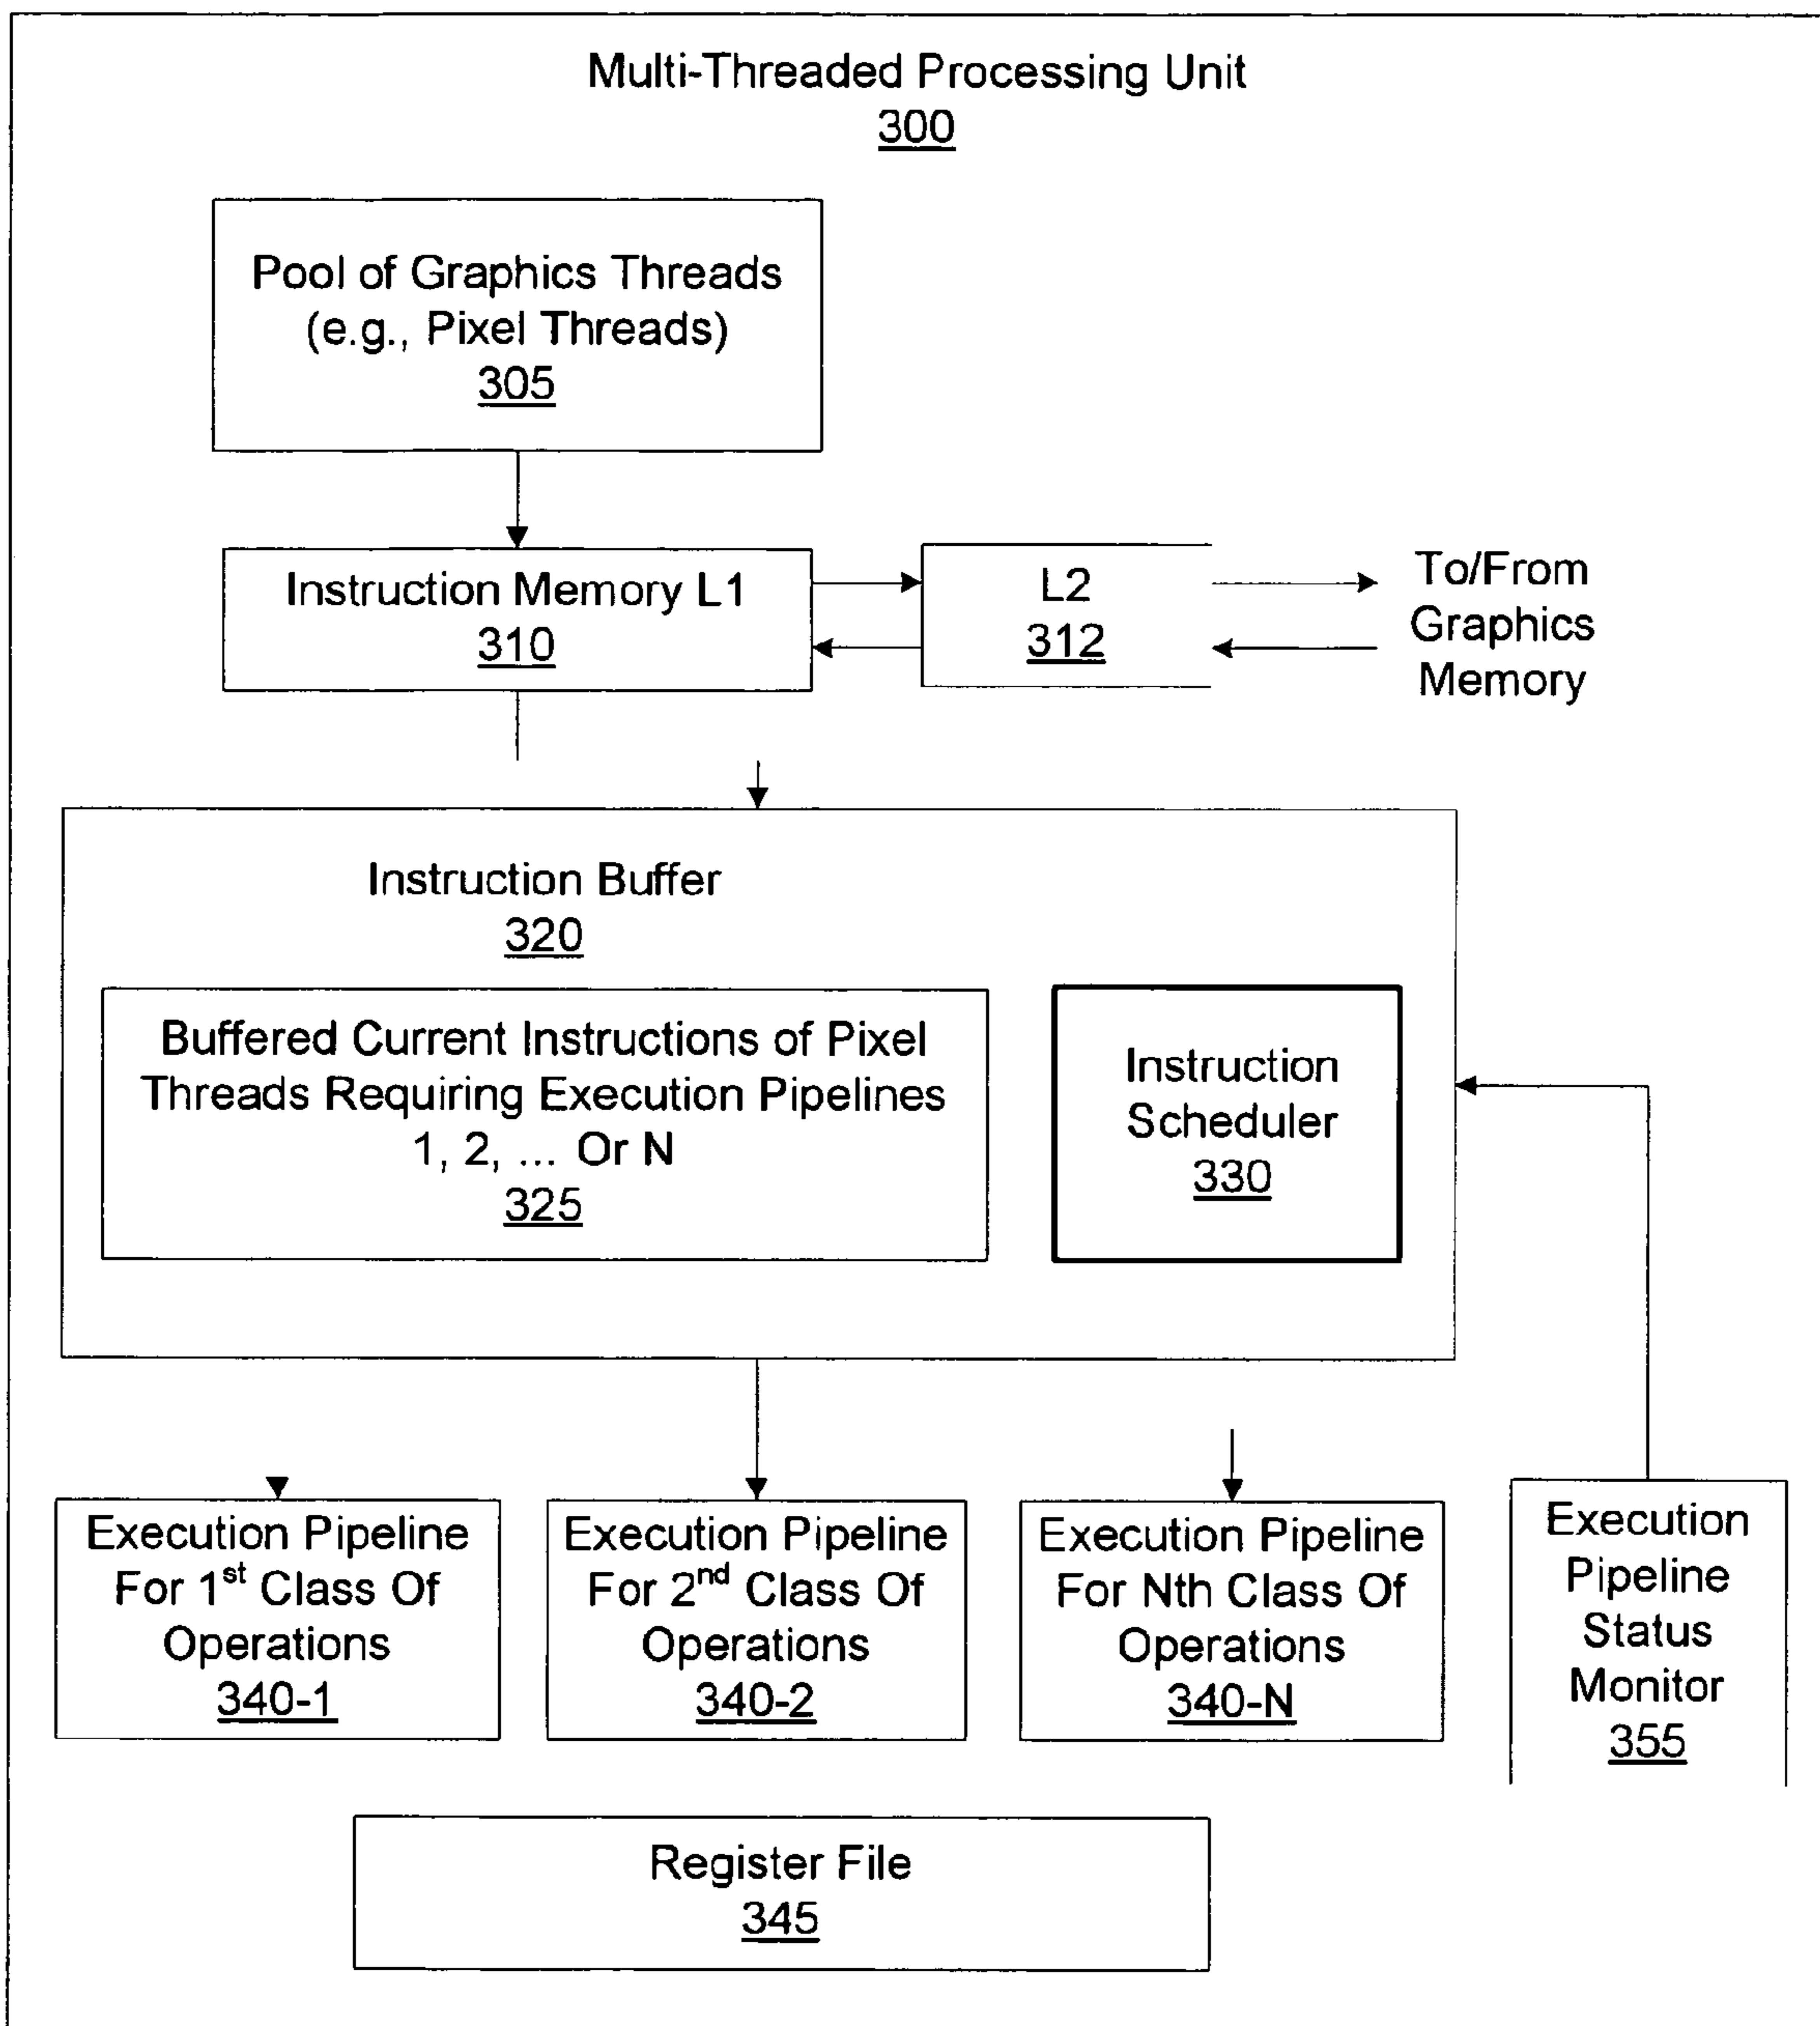 Multi-Threaded Processing Unit
300
Pool of Graphics Threads
(e.g., Pixel Threads)
305
Instruction Memory L1
310
L2
312
To/From
Graphics
Memory
Instruction Buffer
320
Buffered Current Instructions of Pixel
Threads Requiring Execution Pipelines
1, 2, ... Or N
325
Instruction
Scheduler
330
Execution Pipeline
For 1st Class Of
Operations
340-1
Execution Pipeline
For 2nd Class Of
Operations
340-2
Execution Pipeline
For Nth Class Of
Operations
340-N
Execution
Pipeline
Status
Monitor
355
Register File
345